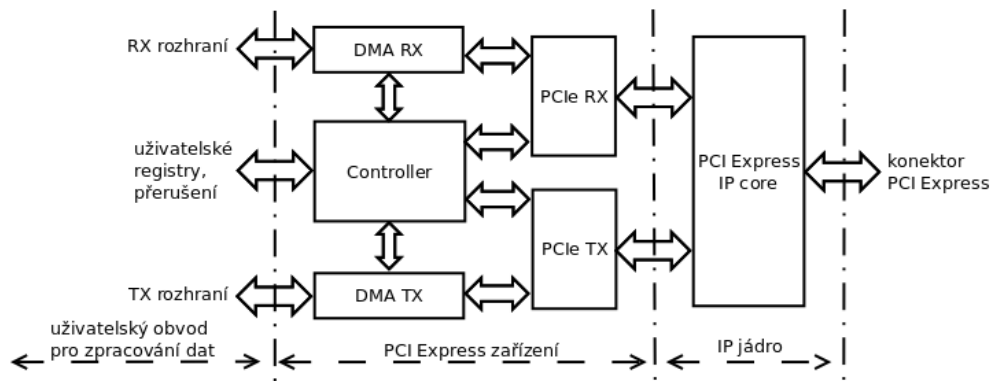 RX rozhraní
DMA RX
PCIe RX
uživatelské
registry,
přerušení
Controller
PCI Express
IP core
konektor
PCI Express
PCIe TX
TX rozhraní
DMA TX
uživatelský obvod
pro zpracování dat
PCI Express zařízení
IP jádro